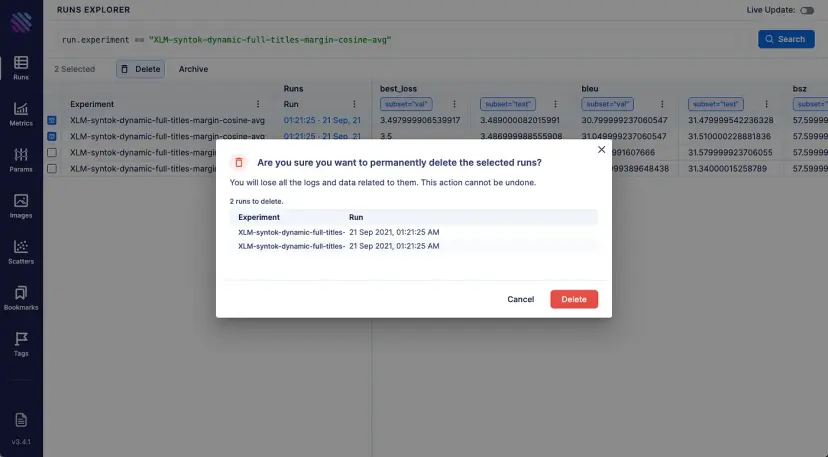 RUNS EXPLORER
Live Update:
run.experiment == "XLM-syntok-dynamic-full-titles-margin-cosine-avg"
Search
2 Selected
Delete
Archive
Runs
best_loss
bleu
bsz
Experiment
Run
subset="val"
subset="test"
subset="val"
subset="test"
subset=
XLM-syntok-dynamic-full-titles-margin-cosine-avg 01:21:25 · 21 Sep, 21 3.497999906539917 3.489000082015991 30.799999237060547 31.479999542236328 57.59999
XLM-syntok-dynamic-full-titles-margin-cosine-avg 01:21:25 · 21 Sep, 21 3.5 3.486999988555908 31.049999237060547 31.510000228881836 57.59999
XLM-syntok-dynamic-full-titles-margin-cosine-avg 31.579999923706055 57.59999
XLM-syntok-dynamic-full-titles-margin-cosine-avg 31.34000015258789 57.59999
Are you sure you want to permanently delete the selected runs?
You will lose all the logs and data related to them. This action cannot be undone.
2 runs to delete.
Experiment Run
XLM-syntok-dynamic-full-titles- 21 Sep 2021, 01:21:25 AM
XLM-syntok-dynamic-full-titles- 21 Sep 2021, 01:21:25 AM
Cancel
Delete
Runs
Metrics
Params
Images
Scatters
Bookmarks
Tags
v3.4.1